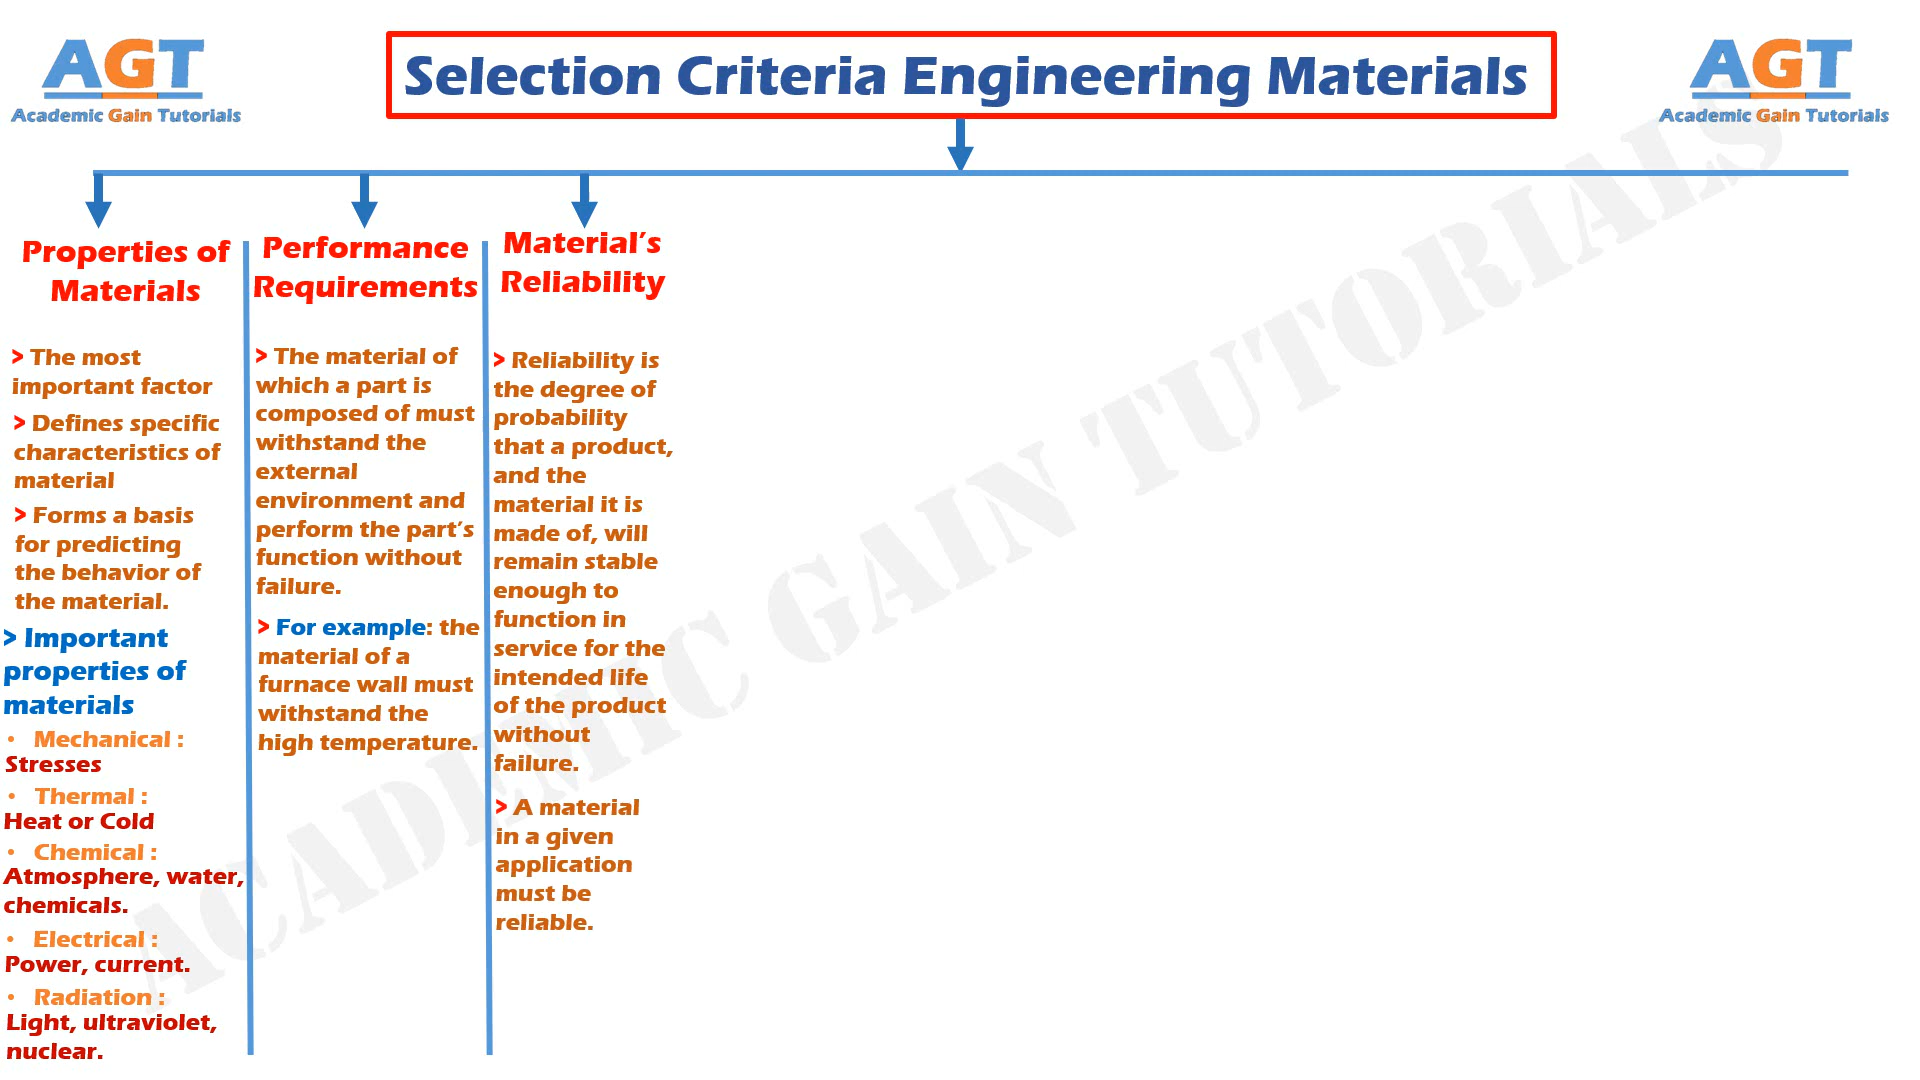 AGT
Academic Gain Tutorials
Selection Criteria Engineering Materials
AGT
Academic Gain Tutorials
Properties of
Materials
> The most
important factor
> Defines specific
characteristics of
material
> Forms a basis
for predicting
the behavior of
the material.
> Important
properties of
materials
• Mechanical :
Stresses
• Thermal :
Heat or Cold
• Chemical :
Atmosphere, water,
chemicals.
• Electrical :
Power, current.
• Radiation :
Light, ultraviolet,
nuclear.
Performance
Requirements
> The material of
which a part is
composed of must
withstand the
external
environment and
perform the part's
function without
failure.
> For example: the
material of a
furnace wall must
withstand the
high temperature.
Material's
Reliability
> Reliability is
the degree of
probability
that a product,
and the
material it is
made of, will
remain stable
enough to
function in
service for the
intended life
of the product
without
failure.
> A material
in a given
application
must be
reliable.
ACADEMIC GAIN TUTORIALS